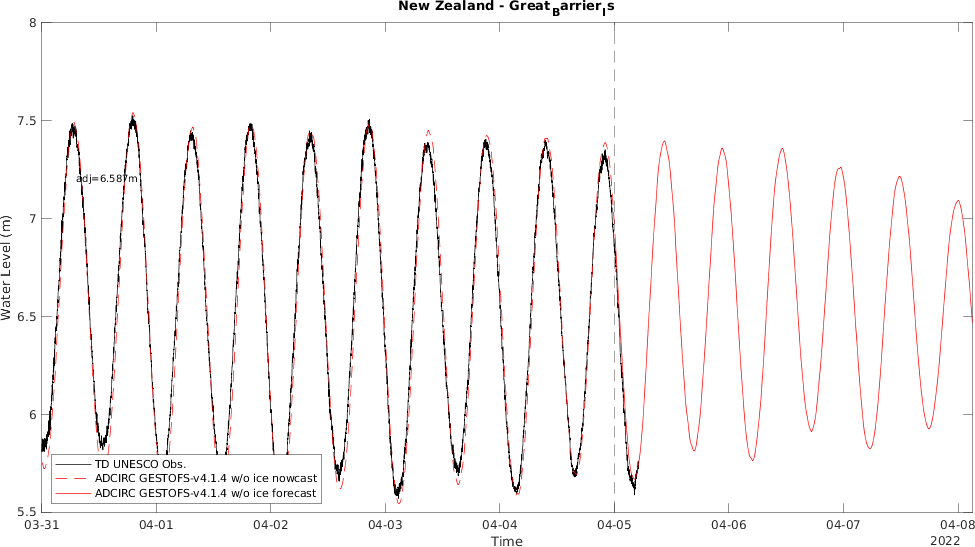 New Zealand - Great_Barrier_Is
8
7.5
adj=6.587m
7
Water Level (m)
6.5
6
TD UNESCO Obs.
ADCIRC GESTOFS-v4.1.4 w/o ice nowcast
ADCIRC GESTOFS-v4.1.4 w/o ice forecast
5.5
03-31 04-01 04-02 04-03 04-04 04-05 04-06 04-07 04-08
Time
2022